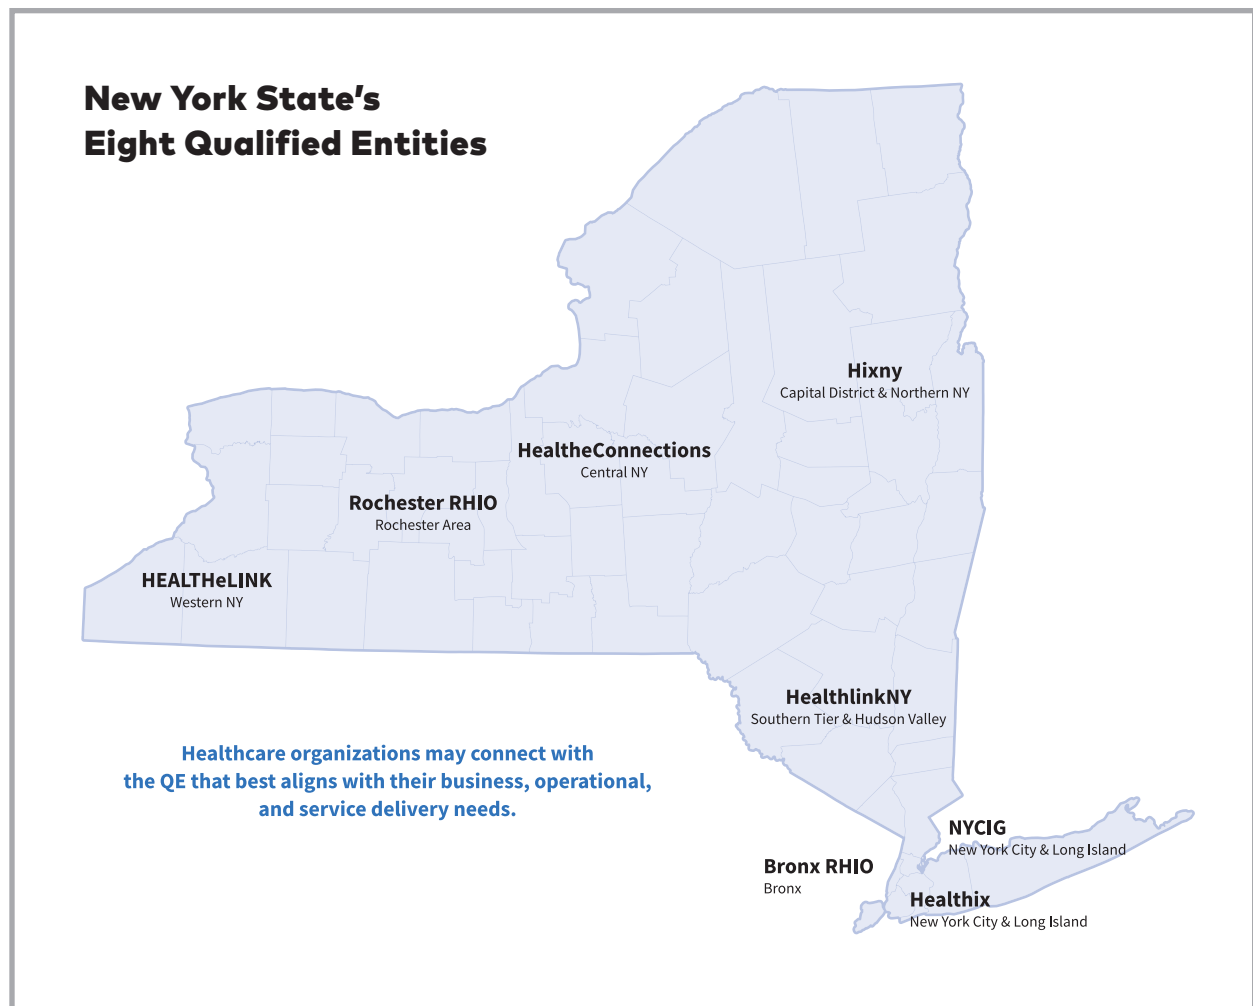 New York State's
Eight Qualified Entities
Hixny
Capital District & Northern NY
HealtheConnections
Central NY
Rochester RHIO
Rochester Area
HEALTHeLINK
Western NY
HealthlinkNY
Southern Tier & Hudson Valley
Healthcare organizations may connect with
the QE that best aligns with their business, operational,
and service delivery needs.
NYCIG
New York City & Long Island
Bronx RHIO
Bronx
Healthix
New York City & Long Island